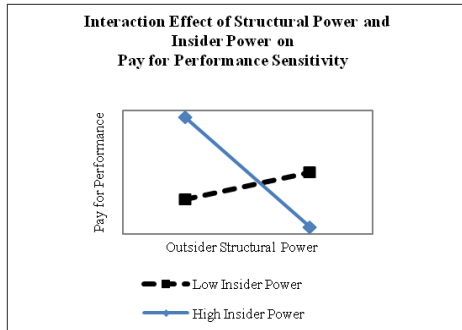 Interaction Effect of Structural Power and
Insider Power on
Pay for Performance Sensitivity
Pay for Performance
Outsider Structural Power
Low Insider Power
High Insider Power